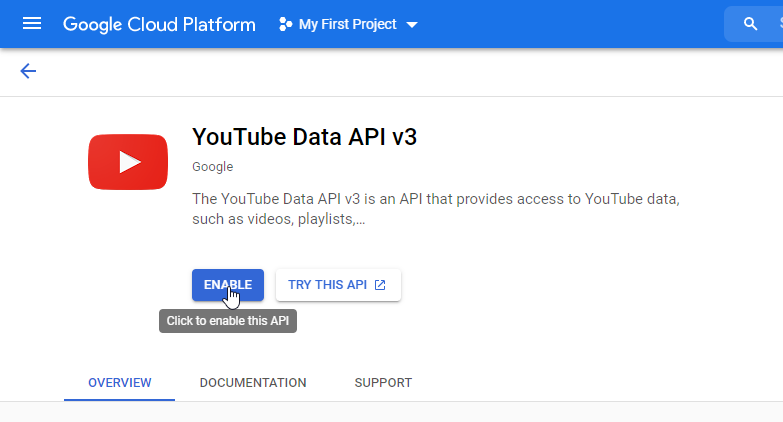 Google Cloud Platform My First Project
YouTube Data API v3
Google
The YouTube Data API v3 is an API that provides access to YouTube data,
such as videos, playlists,...
ENABLE TRY THIS API
Click to enable this API
OVERVIEW DOCUMENTATION SUPPORT